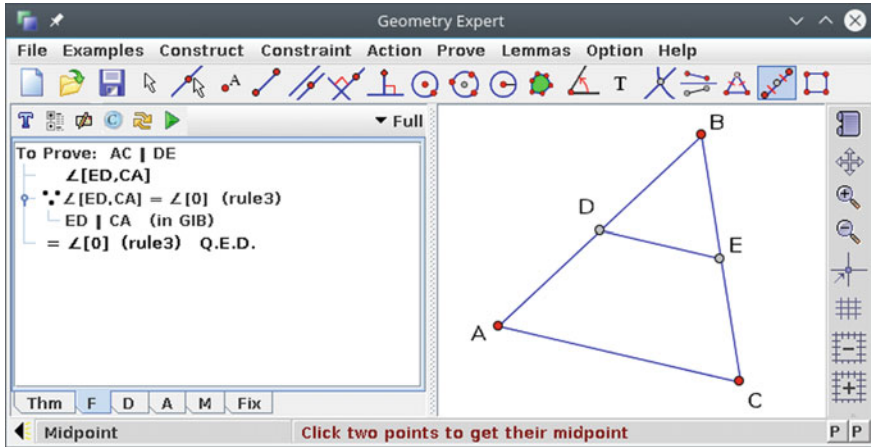 Geometry Expert
File Examples Construct Constraint Action Prove Lemmas Option Help
A T
T C Full
To Prove: AC ∥ DE
∠[ED,CA]
∵∠[ED,CA] = ∠[0] (rule3)
ED ∥ CA (in GIB)
= ∠[0] (rule3) Q.E.D.
B
D
E
A
C
Thm F D A M Fix
Midpoint Click two points to get their midpoint P P